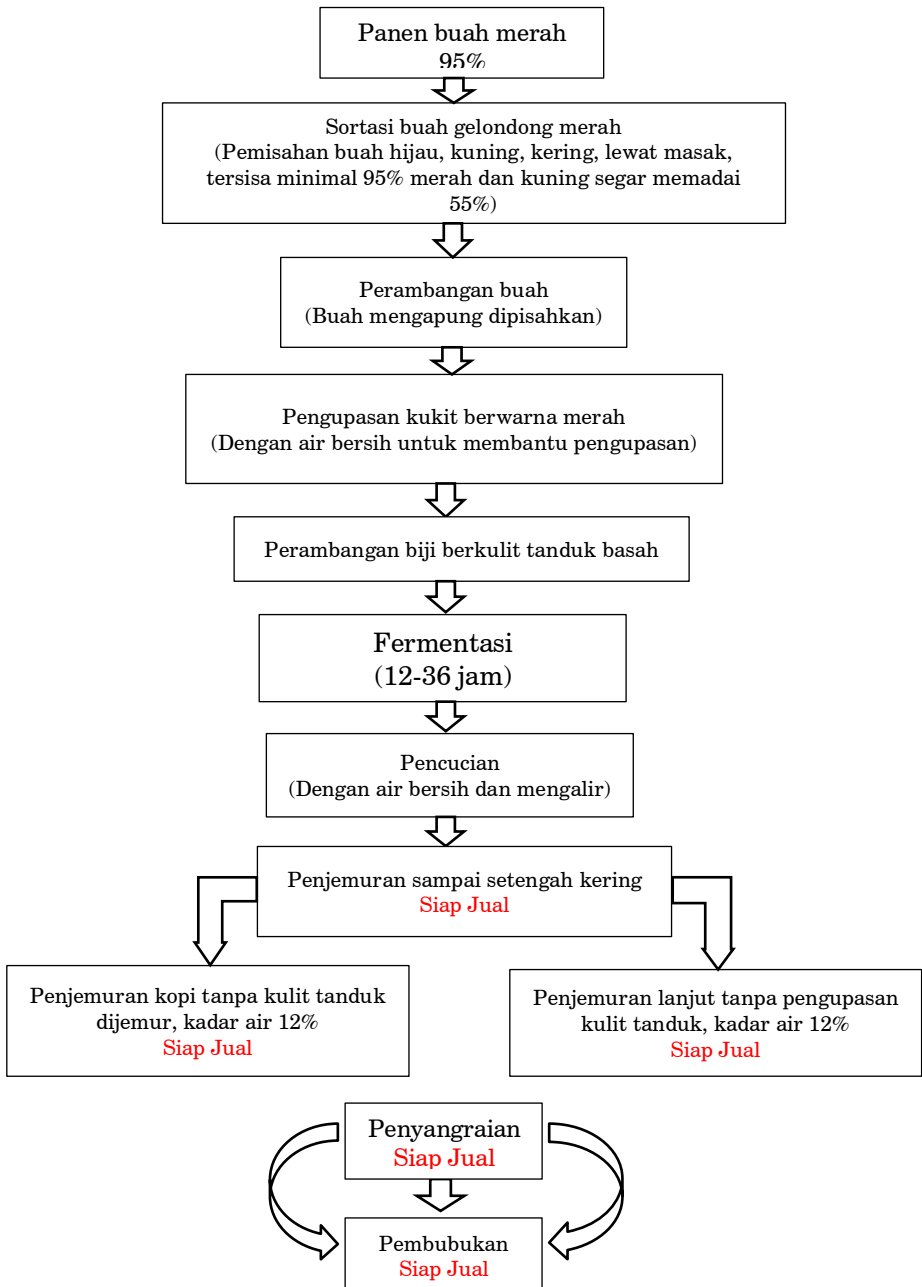 Panen buah merah
95%
Sortasi buah gelondong merah
(Pemisahan buah hijau, kuning, kering, lewat masak,
tersisa minimal 95% merah dan kuning segar memadai
55%)
Perambangan buah
(Buah mengapung dipisahkan)
Pengupasan kukit berwarna merah
(Dengan air bersih untuk membantu pengupasan)
Perambangan biji berkulit tanduk basah
Fermentasi
(12-36 jam)
Pencucian
(Dengan air bersih dan mengalir)
Penjemuran sampai setengah kering
Siap Jual
Penjemuran kopi tanpa kulit tanduk
dijemur, kadar air 12%
Siap Jual
Penjemuran lanjut tanpa pengupasan
kulit tanduk, kadar air 12%
Siap Jual
Penyangraian
Siap Jual
Pembubukan
Siap Jual